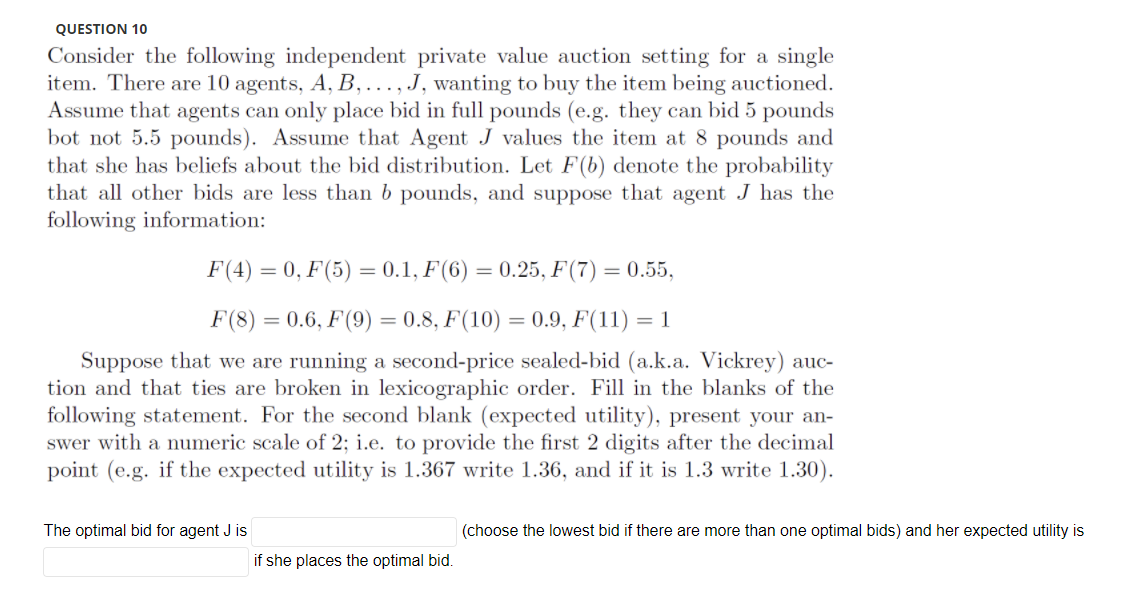 QUESTION 10
Consider the following independent private value auction setting for a single
item. There are 10 agents, A, B, . . . , J, wanting to buy the item being auctioned.
Assume that agents can only place bid in full pounds (e.g. they can bid 5 pounds
bot not 5.5 pounds). Assume that Agent J values the item at 8 pounds and
that she has beliefs about the bid distribution. Let F(b) denote the probability
that all other bids are less than b pounds, and suppose that agent J has the
following information:
F(4) = 0, F(5) = 0.1, F(6) = 0.25, F(7) = 0.55,
F(8) = 0.6, F(9) = 0.8, F(10) = 0.9, F(11) = 1
Suppose that we are running a second-price sealed-bid (a.k.a. Vickrey) auc-
tion and that ties are broken in lexicographic order. Fill in the blanks of the
following statement. For the second blank (expected utility), present your an-
swer with a numeric scale of 2; i.e. to provide the first 2 digits after the decimal
point (e.g. if the expected utility is 1.367 write 1.36, and if it is 1.3 write 1.30).
The optimal bid for agent J is (choose the lowest bid if there are more than one optimal bids) and her expected utility is
if she places the optimal bid.